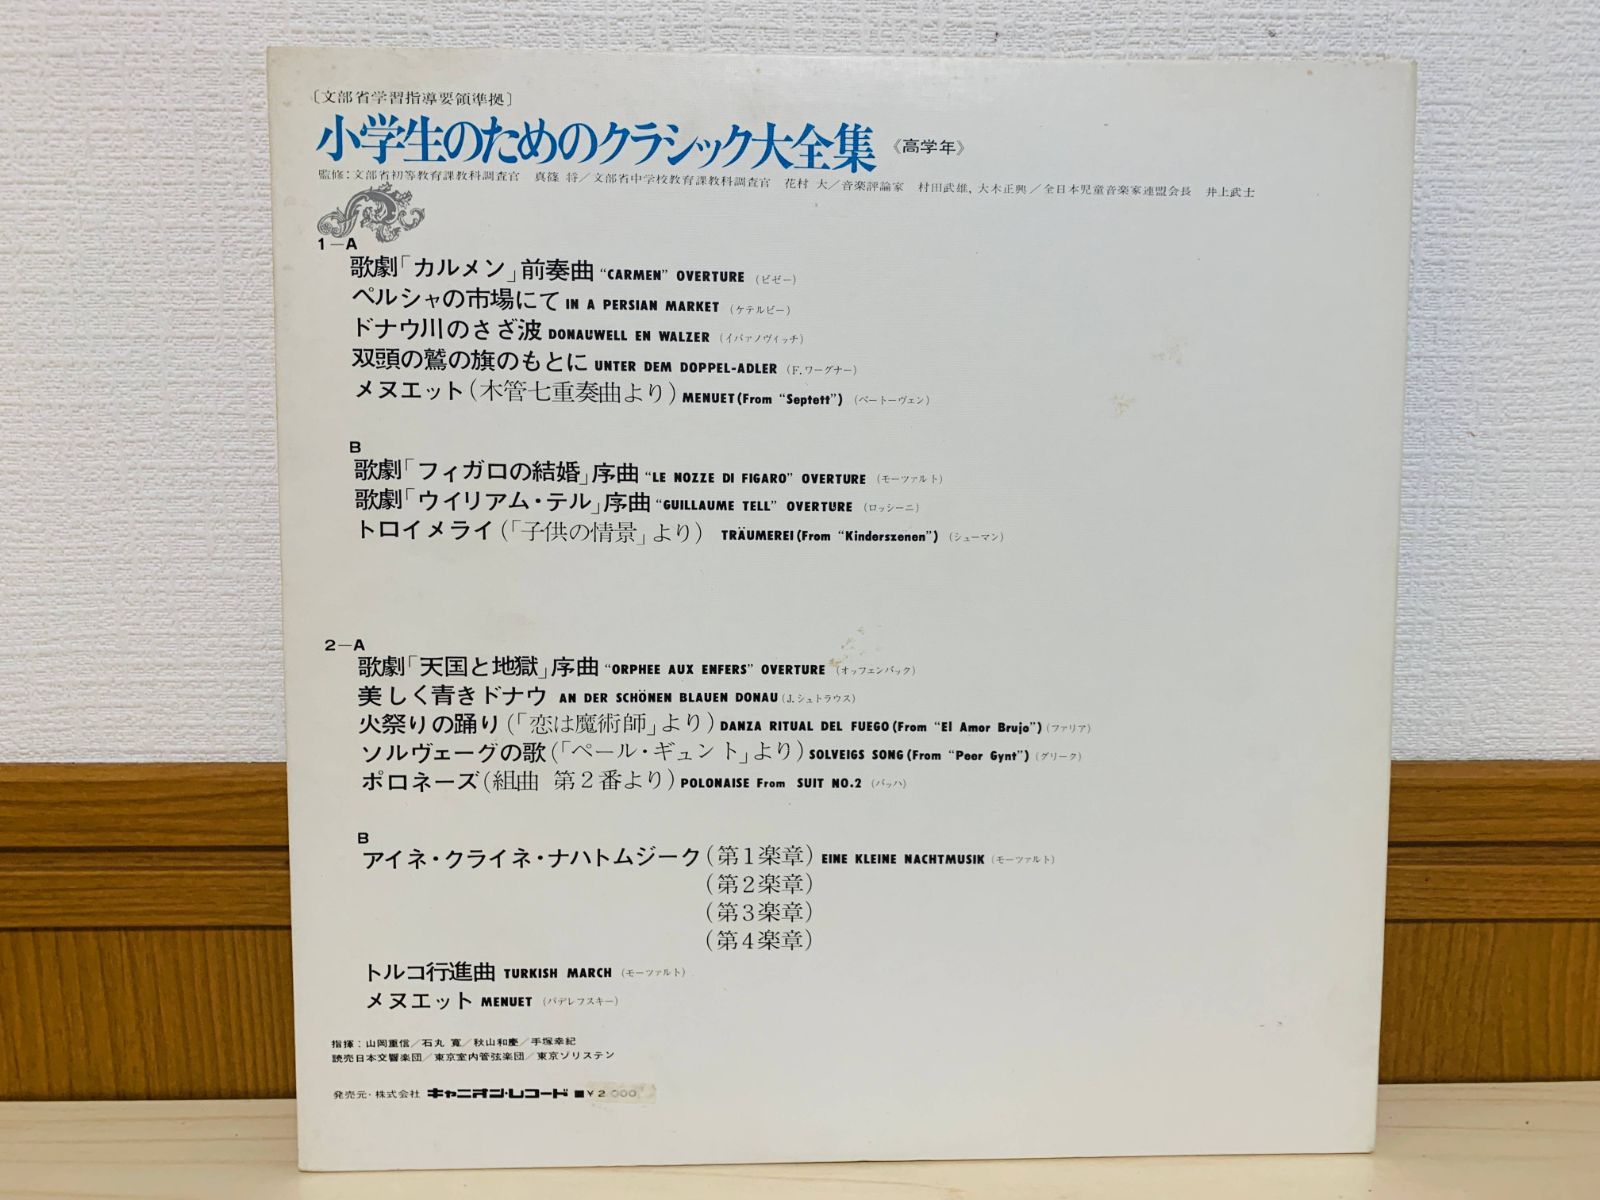 〔文部省学習指導要領準拠〕
小学生のためのクラシック大全集《高学年》
監修:文部省初等教育課教科調査官 真篠 将/文部省中学校教育課教科調査官 花村 大/音楽評論家 村田武雄, 大木正興/全日本児童音楽家連盟会長 井上武士
1—A
歌劇「カルメン」前奏曲 “CARMEN” OVERTURE (ビゼー)
ペルシャの市場にて IN A PERSIAN MARKET (ケテルビー)
ドナウ川のさざ波 DONAUWELL EN WALZER (イバァノヴィッチ)
双頭の鷲の旗のもとに UNTER DEM DOPPEL-ADLER (F.ワーグナー)
メヌエット(木管七重奏曲より) MENUET(From “Septett”) (ベートーヴェン)
B
歌劇「フィガロの結婚」序曲 “LE NOZZE DI FIGARO” OVERTURE (モーツァルト)
歌劇「ウイリアム・テル」序曲 “GUILLAUME TELL” OVERTURE (ロッシーニ)
トロイメライ(「子供の情景」より) TRÄUMEREI(From “Kinderszenen”) (シューマン)
2—A
歌劇「天国と地獄」序曲 “ORPHEE AUX ENFERS” OVERTURE (オッフェンバック)
美しく青きドナウ AN DER SCHÖNEN BLAUEN DONAU (J.シュトラウス)
火祭りの踊り(「恋は魔術師」より) DANZA RITUAL DEL FUEGO(From “El Amor Brujo”) (ファリア)
ソルヴェーグの歌(「ペール・ギュント」より) SOLVEIGS SONG(From “Peer Gynt”) (グリーク)
ポロネーズ(組曲 第2番より) POLONAISE From SUIT NO.2 (バッハ)
B
アイネ・クライネ・ナハトムジーク(第1楽章) EINE KLEINE NACHTMUSIK (モーツァルト)
(第2楽章)
(第3楽章)
(第4楽章)
トルコ行進曲 TURKISH MARCH (モーツァルト)
メヌエット MENUET (パデレフスキー)
指揮:山岡重信/石丸 寛/秋山和慶/手塚幸紀
読売日本交響楽団/東京室内管弦楽団/東京ゾリステン
発売元・株式会社 キャニオン・レコード ■¥2,000